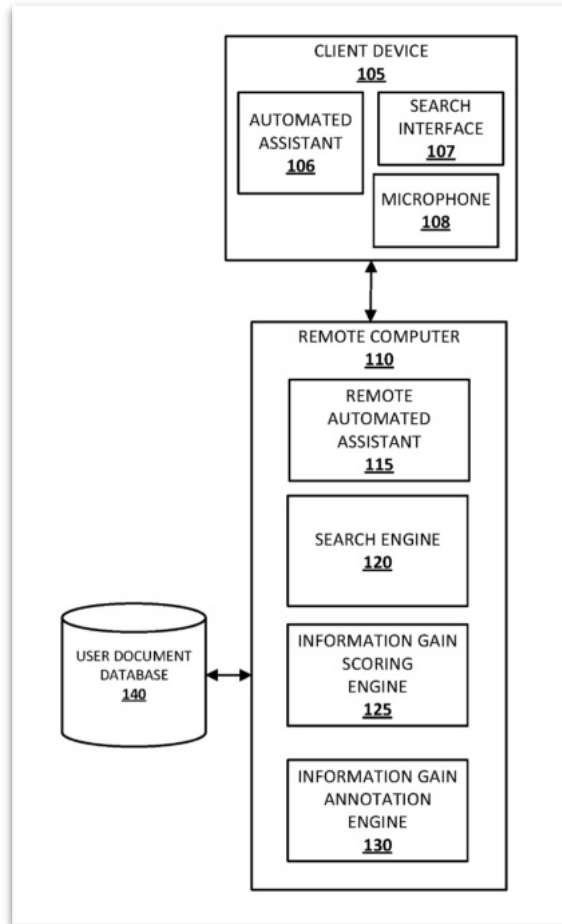 CLIENT DEVICE
105
AUTOMATED
ASSISTANT
106
SEARCH
INTERFACE
107
MICROPHONE
108
REMOTE COMPUTER
110
REMOTE
AUTOMATED
ASSISTANT
115
SEARCH ENGINE
120
USER DOCUMENT
DATABASE
140
INFORMATION GAIN
SCORING
ENGINE
125
INFORMATION GAIN
ANNOTATION
ENGINE
130